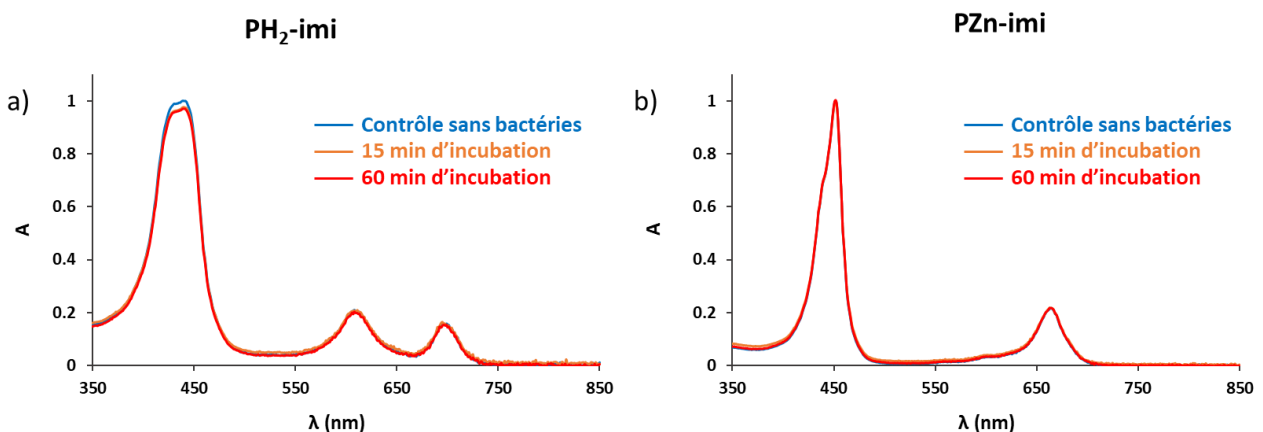 PH₂-imi
PZn-imi
a)
Contrôle sans bactéries
15 min d'incubation
60 min d'incubation
A
1
0.8
0.6
0.4
0.2
0
350 450 550 650 750 850
λ (nm)
b)
Contrôle sans bactéries
15 min d'incubation
60 min d'incubation
A
1
0.8
0.6
0.4
0.2
0
350 450 550 650 750 850
λ (nm)